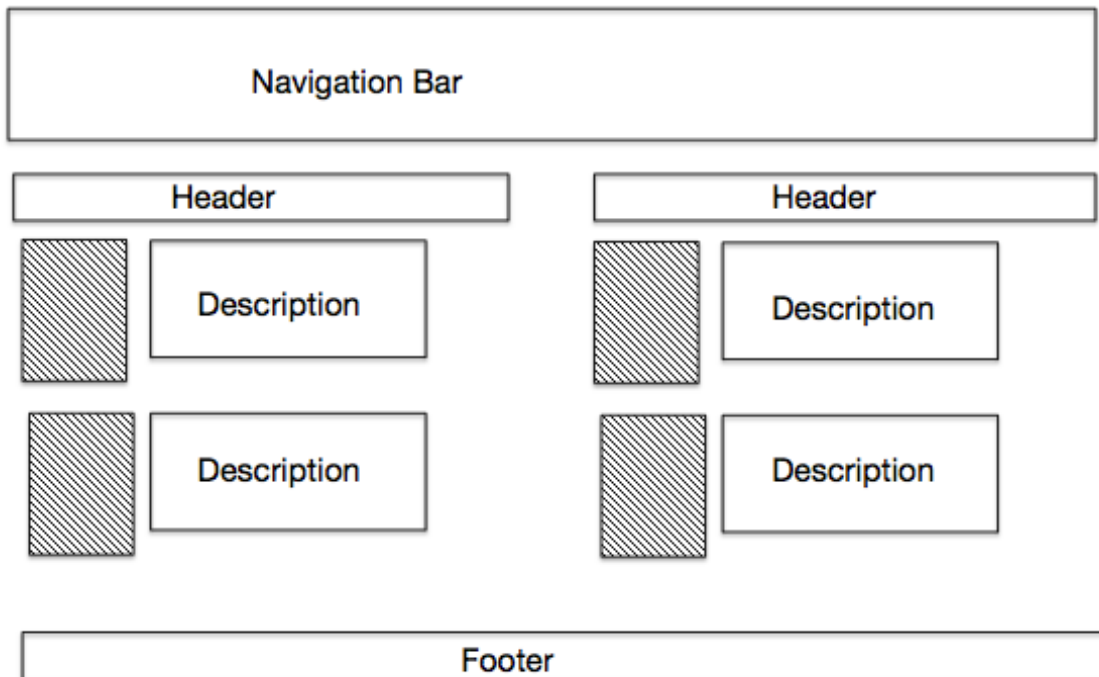 Navigation Bar
Header
Header
Description
Description
Description
Description
Footer